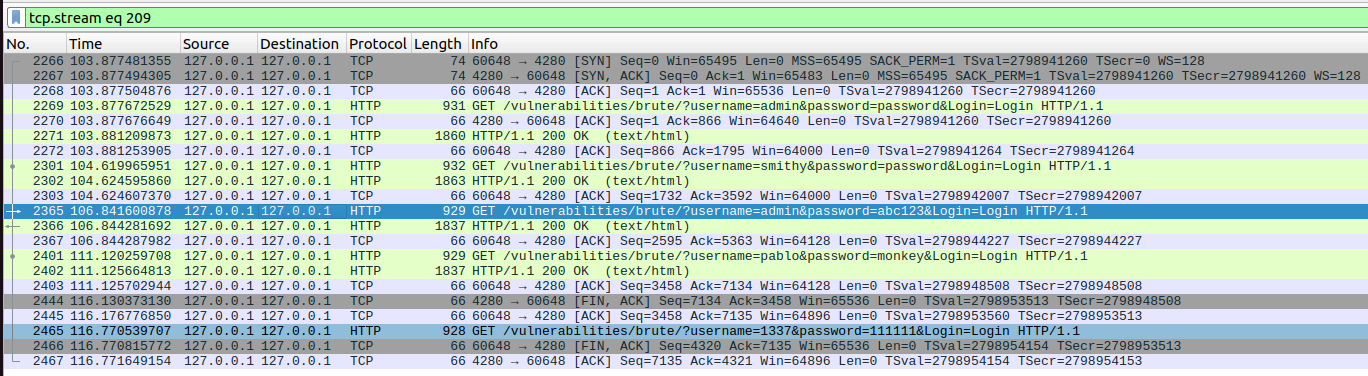 tcp.stream eq 209
No. Time Source Destination Protocol Length Info
2266 103.877481355 127.0.0.1 127.0.0.1 TCP 74 60648 → 4280 [SYN] Seq=0 Win=65495 Len=0 MSS=65495 SACK_PERM=1 TSval=2798941260 TSecr=0 WS=128
2267 103.877494305 127.0.0.1 127.0.0.1 TCP 74 4280 → 60648 [SYN, ACK] Seq=0 Ack=1 Win=65483 Len=0 MSS=65495 SACK_PERM=1 TSval=2798941260 TSecr=2798941260 WS=128
2268 103.877504876 127.0.0.1 127.0.0.1 TCP 66 60648 → 4280 [ACK] Seq=1 Ack=1 Win=65536 Len=0 TSval=2798941260 TSecr=2798941260
2269 103.877672529 127.0.0.1 127.0.0.1 HTTP 931 GET /vulnerabilities/brute/?username=admin&password=password&Login=Login HTTP/1.1
2270 103.877676649 127.0.0.1 127.0.0.1 TCP 66 4280 → 60648 [ACK] Seq=1 Ack=866 Win=64640 Len=0 TSval=2798941260 TSecr=2798941260
2271 103.881209873 127.0.0.1 127.0.0.1 HTTP 1860 HTTP/1.1 200 OK (text/html)
2272 103.881253905 127.0.0.1 127.0.0.1 TCP 66 60648 → 4280 [ACK] Seq=866 Ack=1795 Win=64000 Len=0 TSval=2798941264 TSecr=2798941264
2301 104.619965951 127.0.0.1 127.0.0.1 HTTP 932 GET /vulnerabilities/brute/?username=smithy&password=password&Login=Login HTTP/1.1
2302 104.624595860 127.0.0.1 127.0.0.1 HTTP 1863 HTTP/1.1 200 OK (text/html)
2303 104.624607370 127.0.0.1 127.0.0.1 TCP 66 60648 → 4280 [ACK] Seq=1732 Ack=3592 Win=64000 Len=0 TSval=2798942007 TSecr=2798942007
2365 106.841600878 127.0.0.1 127.0.0.1 HTTP 929 GET /vulnerabilities/brute/?username=admin&password=abc123&Login=Login HTTP/1.1
2366 106.844281692 127.0.0.1 127.0.0.1 HTTP 1837 HTTP/1.1 200 OK (text/html)
2367 106.844287982 127.0.0.1 127.0.0.1 TCP 66 60648 → 4280 [ACK] Seq=2595 Ack=5363 Win=64128 Len=0 TSval=2798944227 TSecr=2798944227
2401 111.120259708 127.0.0.1 127.0.0.1 HTTP 929 GET /vulnerabilities/brute/?username=pablo&password=monkey&Login=Login HTTP/1.1
2402 111.125664813 127.0.0.1 127.0.0.1 HTTP 1837 HTTP/1.1 200 OK (text/html)
2403 111.125702944 127.0.0.1 127.0.0.1 TCP 66 60648 → 4280 [ACK] Seq=3458 Ack=7134 Win=64128 Len=0 TSval=2798948508 TSecr=2798948508
2444 116.130373130 127.0.0.1 127.0.0.1 TCP 66 4280 → 60648 [FIN, ACK] Seq=7134 Ack=3458 Win=65536 Len=0 TSval=2798953513 TSecr=2798948508
2445 116.176776850 127.0.0.1 127.0.0.1 TCP 66 60648 → 4280 [ACK] Seq=3458 Ack=7135 Win=64896 Len=0 TSval=2798953560 TSecr=2798953513
2465 116.770539707 127.0.0.1 127.0.0.1 HTTP 928 GET /vulnerabilities/brute/?username=1337&password=111111&Login=Login HTTP/1.1
2466 116.770815772 127.0.0.1 127.0.0.1 TCP 66 60648 → 4280 [FIN, ACK] Seq=4320 Ack=7135 Win=65536 Len=0 TSval=2798954154 TSecr=2798953513
2467 116.771649154 127.0.0.1 127.0.0.1 TCP 66 4280 → 60648 [ACK] Seq=7135 Ack=4321 Win=64896 Len=0 TSval=2798954154 TSecr=2798954153